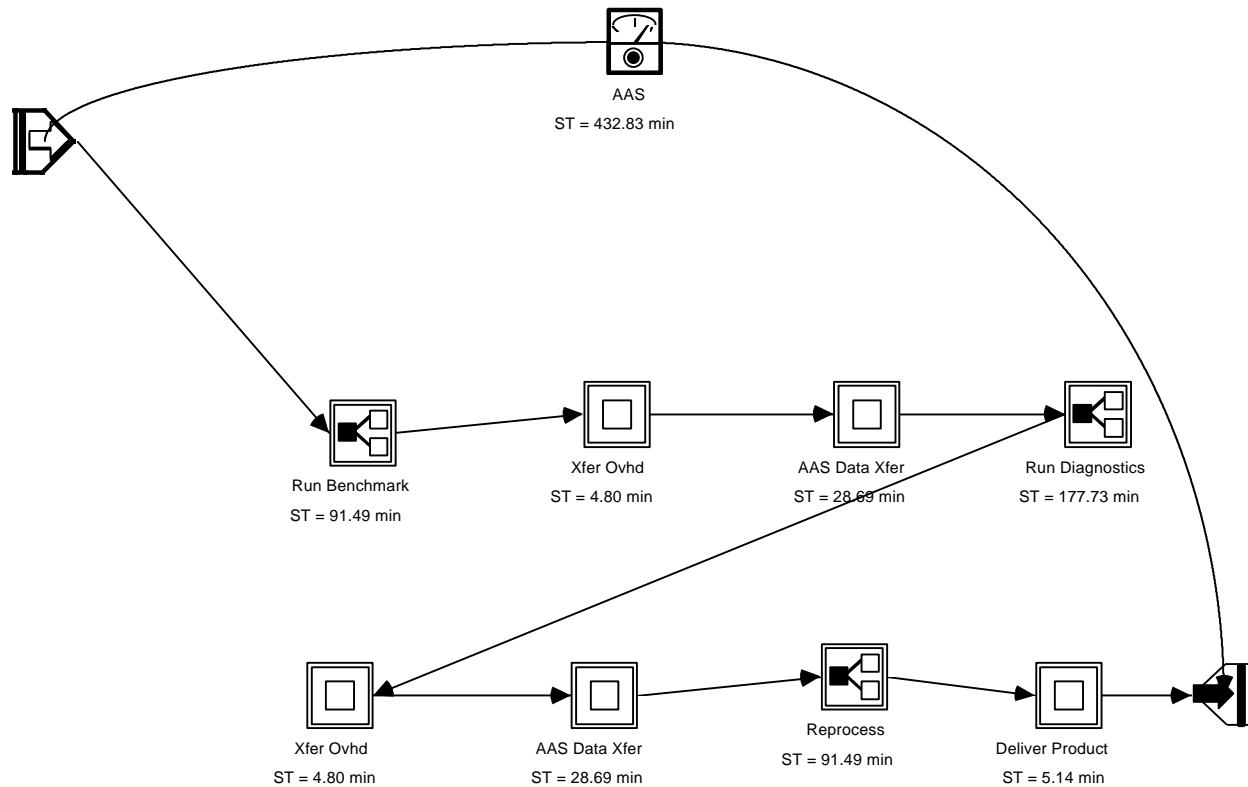 AAS
ST = 432.83 min
Run Benchmark
ST = 91.49 min
Xfer Ovhd
ST = 4.80 min
AAS Data Xfer
ST = 28.69 min
Run Diagnostics
ST = 177.73 min
Xfer Ovhd
ST = 4.80 min
AAS Data Xfer
ST = 28.69 min
Reprocess
ST = 91.49 min
Deliver Product
ST = 5.14 min